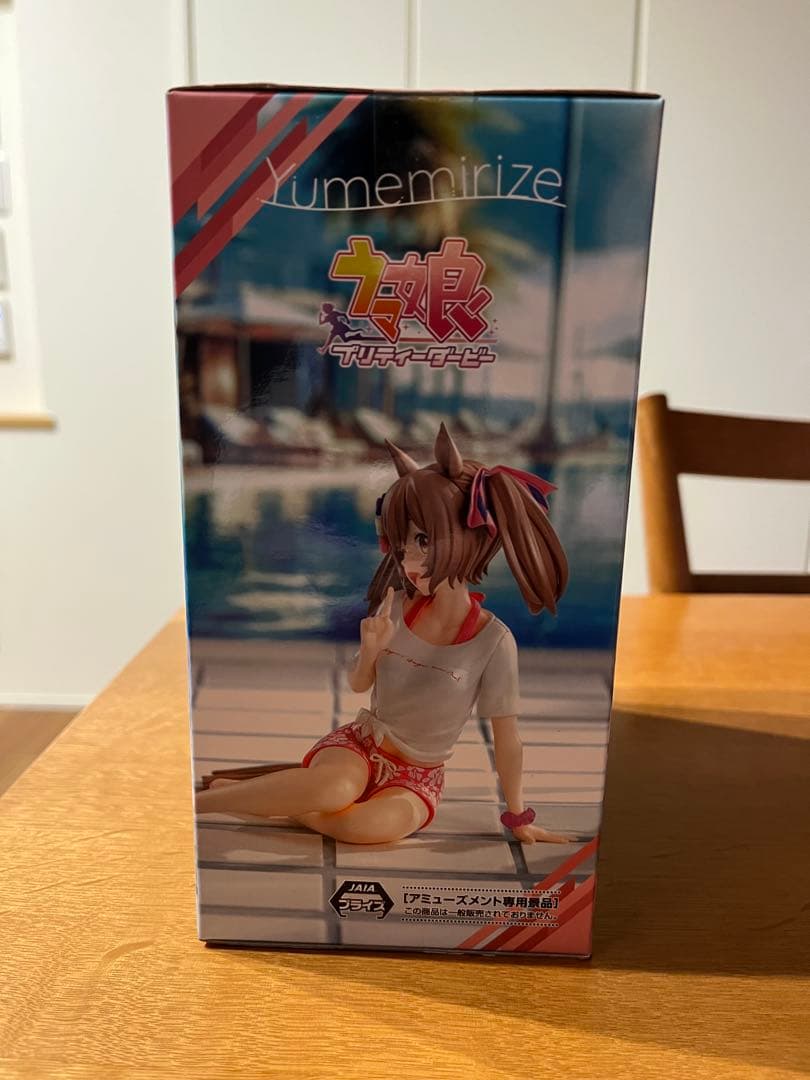 Yumemirize
ウマ娘
プリティーダービー
JAIA
プライズ
[アミューズメント専用景品]
この商品は一般販売されておりません。